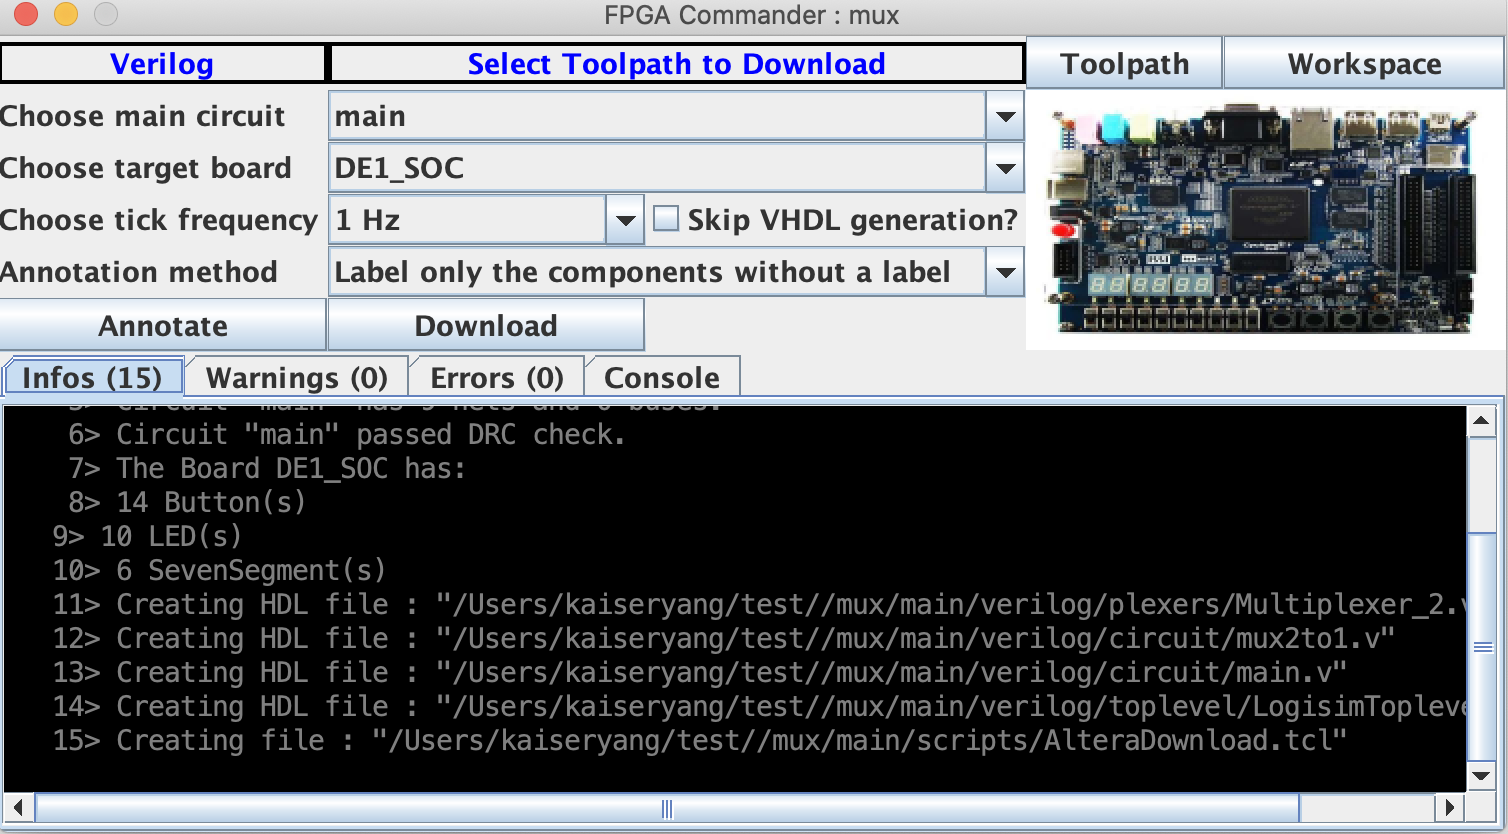 FPGA Commander : mux
Verilog
Select Toolpath to Download
Toolpath
Workspace
Choose main circuit
main
Choose target board
DE1_SOC
Choose tick frequency
1 Hz
Skip VHDL generation?
Annotation method
Label only the components without a label
Annotate
Download
Infos (15)
Warnings (0)
Errors (0)
Console
6> Circuit "main" passed DRC check.
7> The Board DE1_SOC has:
8> 14 Button(s)
9> 10 LED(s)
10> 6 SevenSegment(s)
11> Creating HDL file : "/Users/kaiseryang/test//mux/main/verilog/plexers/Multiplexer_2.v
12> Creating HDL file : "/Users/kaiseryang/test//mux/main/verilog/circuit/mux2to1.v"
13> Creating HDL file : "/Users/kaiseryang/test//mux/main/verilog/circuit/main.v"
14> Creating HDL file : "/Users/kaiseryang/test//mux/main/verilog/toplevel/LogisimTopleve
15> Creating file : "/Users/kaiseryang/test//mux/main/scripts/AlteraDownload.tcl"